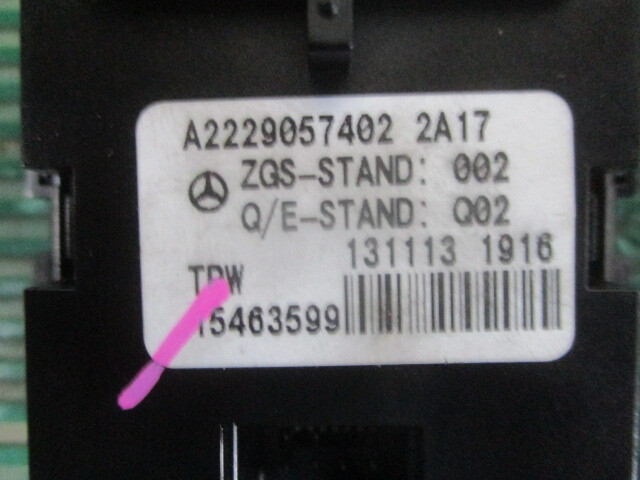 A2229057402 2A17
ZGS-STAND: 002
Q/E-STAND: Q02
131113 1916
TRW
15463599